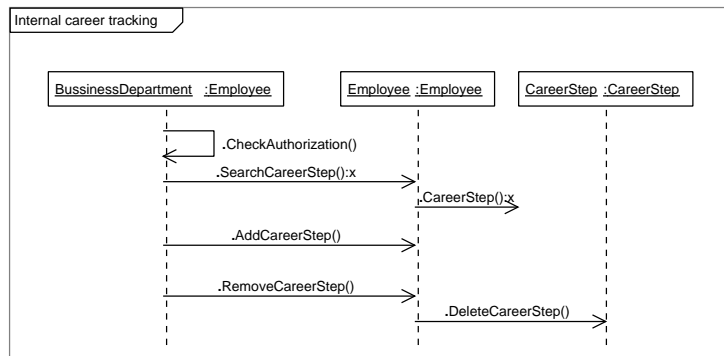 Internal career tracking
BussinessDepartment :Employee
Employee :Employee
CareerStep :CareerStep
.CheckAuthorization()
.SearchCareerStep():x
.CareerStep():x
.AddCareerStep()
.RemoveCareerStep()
.DeleteCareerStep()